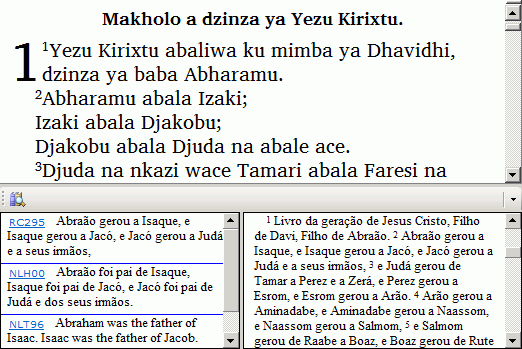 Makholo a dzinza ya Yezu Kirixtu.
1 ¹Yezu Kirixtu abaliwa ku mimba ya Dhavidhi,
dzinza ya baba Abharamu.
²Abharamu abala Izaki;
Izaki abala Djakobu;
Djakobu abala Djuda na abale ace.
³Djuda na nkazi wace Tamari abala Faresi na
RC295 Abraão gerou a Isaque, e
Isaque gerou a Jacó, e Jacó gerou a Judá
e a seus irmãos,
NLH00 Abraão foi pai de Isaque,
Isaque foi pai de Jacó, e Jacó foi pai de
Judá e dos seus irmãos.
NLT96 Abraham was the father of
Isaac. Isaac was the father of Jacob.
¹ Livro da geração de Jesus Cristo, Filho
de Davi, Filho de Abraão. ² Abraão gerou a
Isaque, e Isaque gerou a Jacó, e Jacó gerou a
Judá e a seus irmãos, ³ e Judá gerou de
Tamar a Perez e a Zerá, e Perez gerou a
Esrom, e Esrom gerou a Arão. ⁴ Arão gerou a
Aminadabe, e Aminadabe gerou a Naassom,
e Naassom gerou a Salmom, ⁵ e Salmom
gerou de Raabe a Boaz, e Boaz gerou de Rute